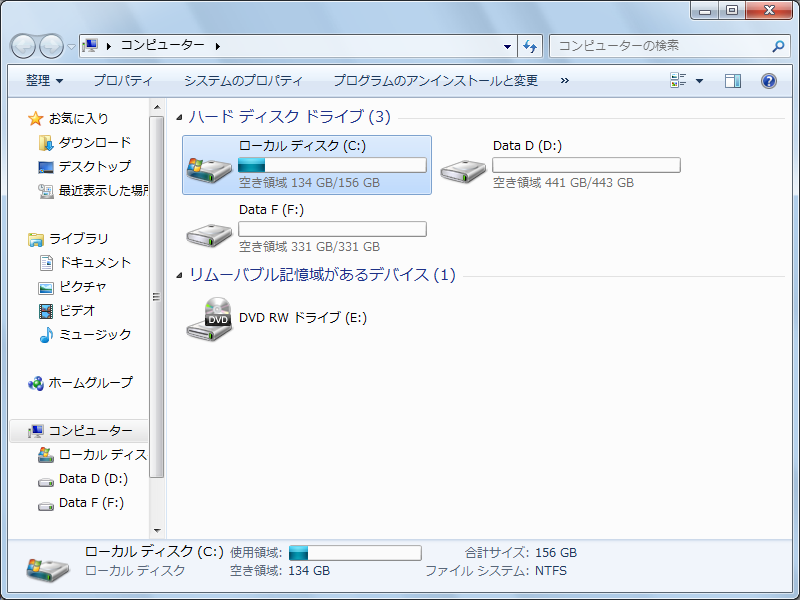 コンピューター
コンピューターの検索
整理 プロパティ システムのプロパティ プログラムのアンインストールと変更 »
お気に入り
ダウンロード
デスクトップ
最近表示した場所
ライブラリ
ドキュメント
ピクチャ
ビデオ
ミュージック
ホームグループ
コンピューター
ローカル ディス
Data D (D:)
Data F (F:)
ハード ディスク ドライブ (3)
ローカル ディスク (C:)
空き領域 134 GB/156 GB
Data D (D:)
空き領域 441 GB/443 GB
Data F (F:)
空き領域 331 GB/331 GB
リムーバブル記憶域があるデバイス (1)
DVD
DVD RW ドライブ (E:)
ローカル ディスク (C:) 使用領域: 合計サイズ: 156 GB
ローカル ディスク 空き領域: 134 GB ファイル システム: NTFS